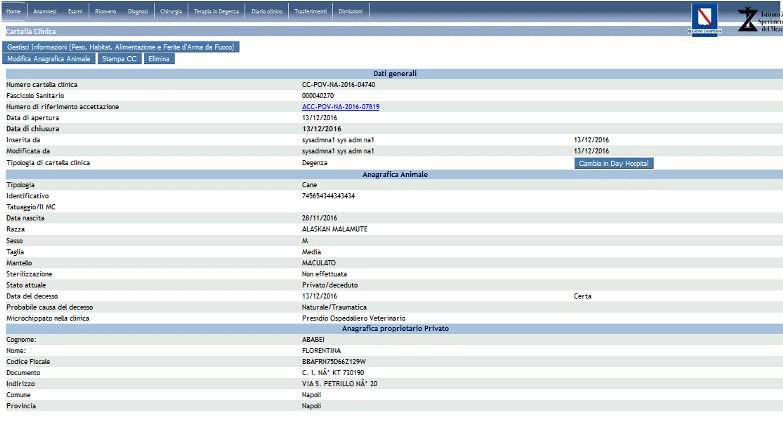 Home Anamnesi Esami Ricovero Diagnosi Chirurgia Terapia in Degenza Diario clinico Trasferimenti Dimissioni
Cartella Clinica
REGIONE CAMPANIA
Istituto
Sperim
del Mezz
Gestisci Informazioni (Peso, Habitat, Alimentazione e Ferite d'Arma da Fuoco)
Modifica Anagrafica Animale Stampa CC Elimina
Dati generali
Numero cartella clinica CC-POV-NA-2016-04740
Fascicolo Sanitario 000040270
Numero di riferimento accettazione ACC-POV-NA-2016-07819
Data di apertura 13/12/2016
Data di chiusura 13/12/2016
Inserita da sysadmna1 sys adm na1 13/12/2016
Modificata da sysadmna1 sys adm na1 13/12/2016
Tipologia di cartella clinica Degenza Cambia in Day Hospital
Anagrafica Animale
Tipologia Cane
Identificativo 745654344343434
Tatuaggio/II MC
Data nascita 28/11/2016
Razza ALASKAN MALAMUTE
Sesso M
Taglia Media
Mantello MACULATO
Sterilizzazione Non effettuata
Stato attuale Privato/deceduto
Data del decesso 13/12/2016 Certa
Probabile causa del decesso Naturale/Traumatica
Microchippato nella clinica Presidio Ospedaliero Veterinario
Anagrafica proprietario Privato
Cognome: ABABEI
Nome: FLORENTINA
Codice Fiscale BBAFRN75D66Z129W
Documento C. I. NÂ° KT 730190
Indirizzo VIA S. PETRILLO NÂ° 20
Comune Napoli
Provincia Napoli